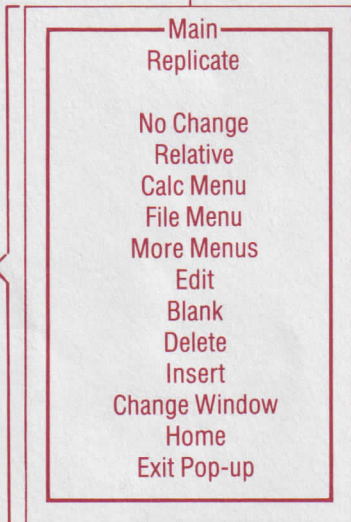 Main
Replicate
No Change
Relative
Calc Menu
File Menu
More Menus
Edit
Blank
Delete
Insert
Change Window
Home
Exit Pop-up